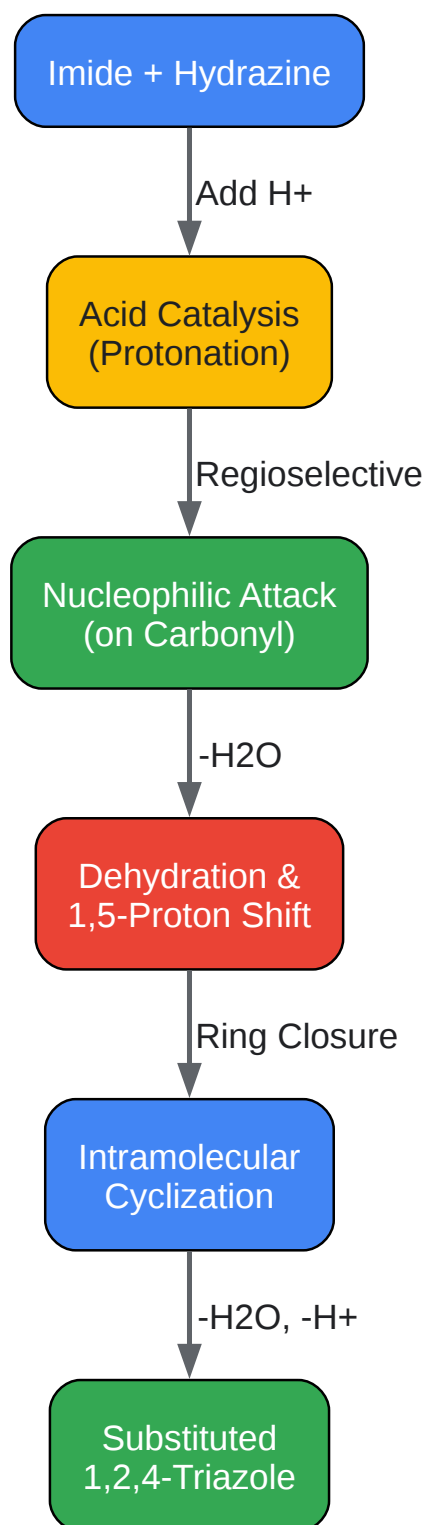 Imide + Hydrazine
Add H+
Acid Catalysis
(Protonation)
Regioselective
Nucleophilic Attack
(on Carbonyl)
-H2O
Dehydration &
1,5-Proton Shift
Ring Closure
Intramolecular
Cyclization
-H2O, -H+
Substituted
1,2,4-Triazole